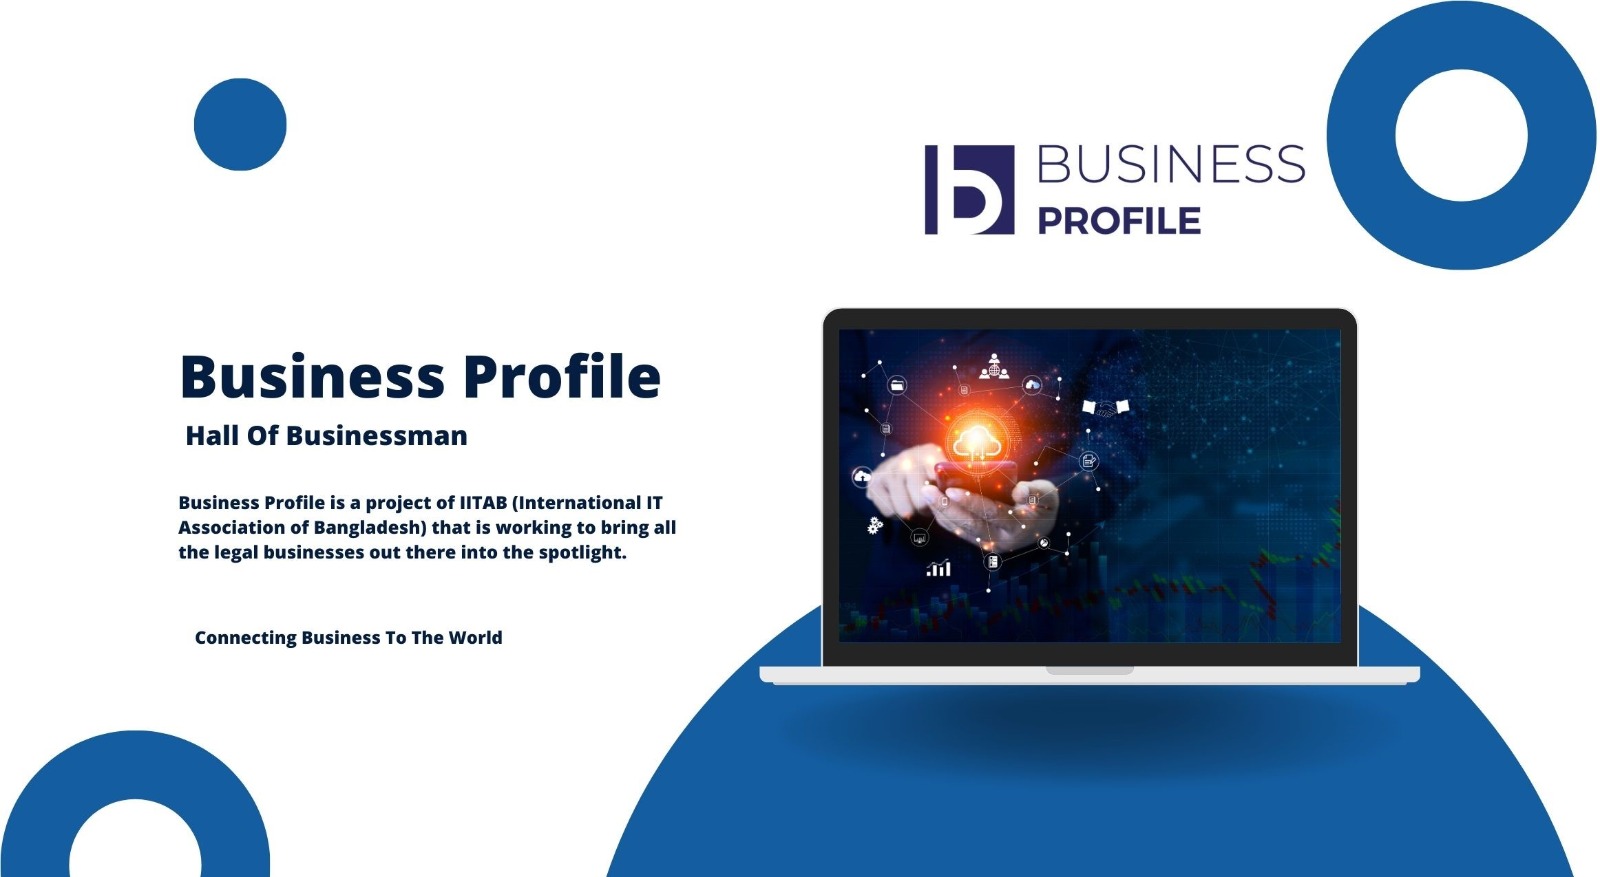 BUSINESS
PROFILE
Business Profile
Hall Of Businessman
Business Profile is a project of IITAB (International IT
Association of Bangladesh) that is working to bring all
the legal businesses out there into the spotlight.
Connecting Business To The World